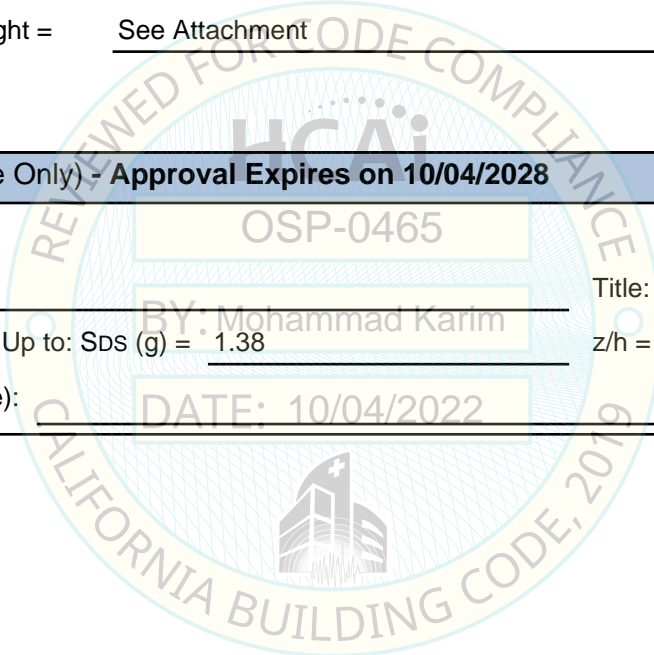 ght = See Attachment
REVIEWED FOR CODE COMPLIANCE
HCAi
e Only) - Approval Expires on 10/04/2028
OSP-0465
Title:
BY: Mohammad Karim
Up to: SDS (g) = 1.38 z/h =
e):
DATE: 10/04/2022
CALIFORNIA BUILDING CODE, 2019